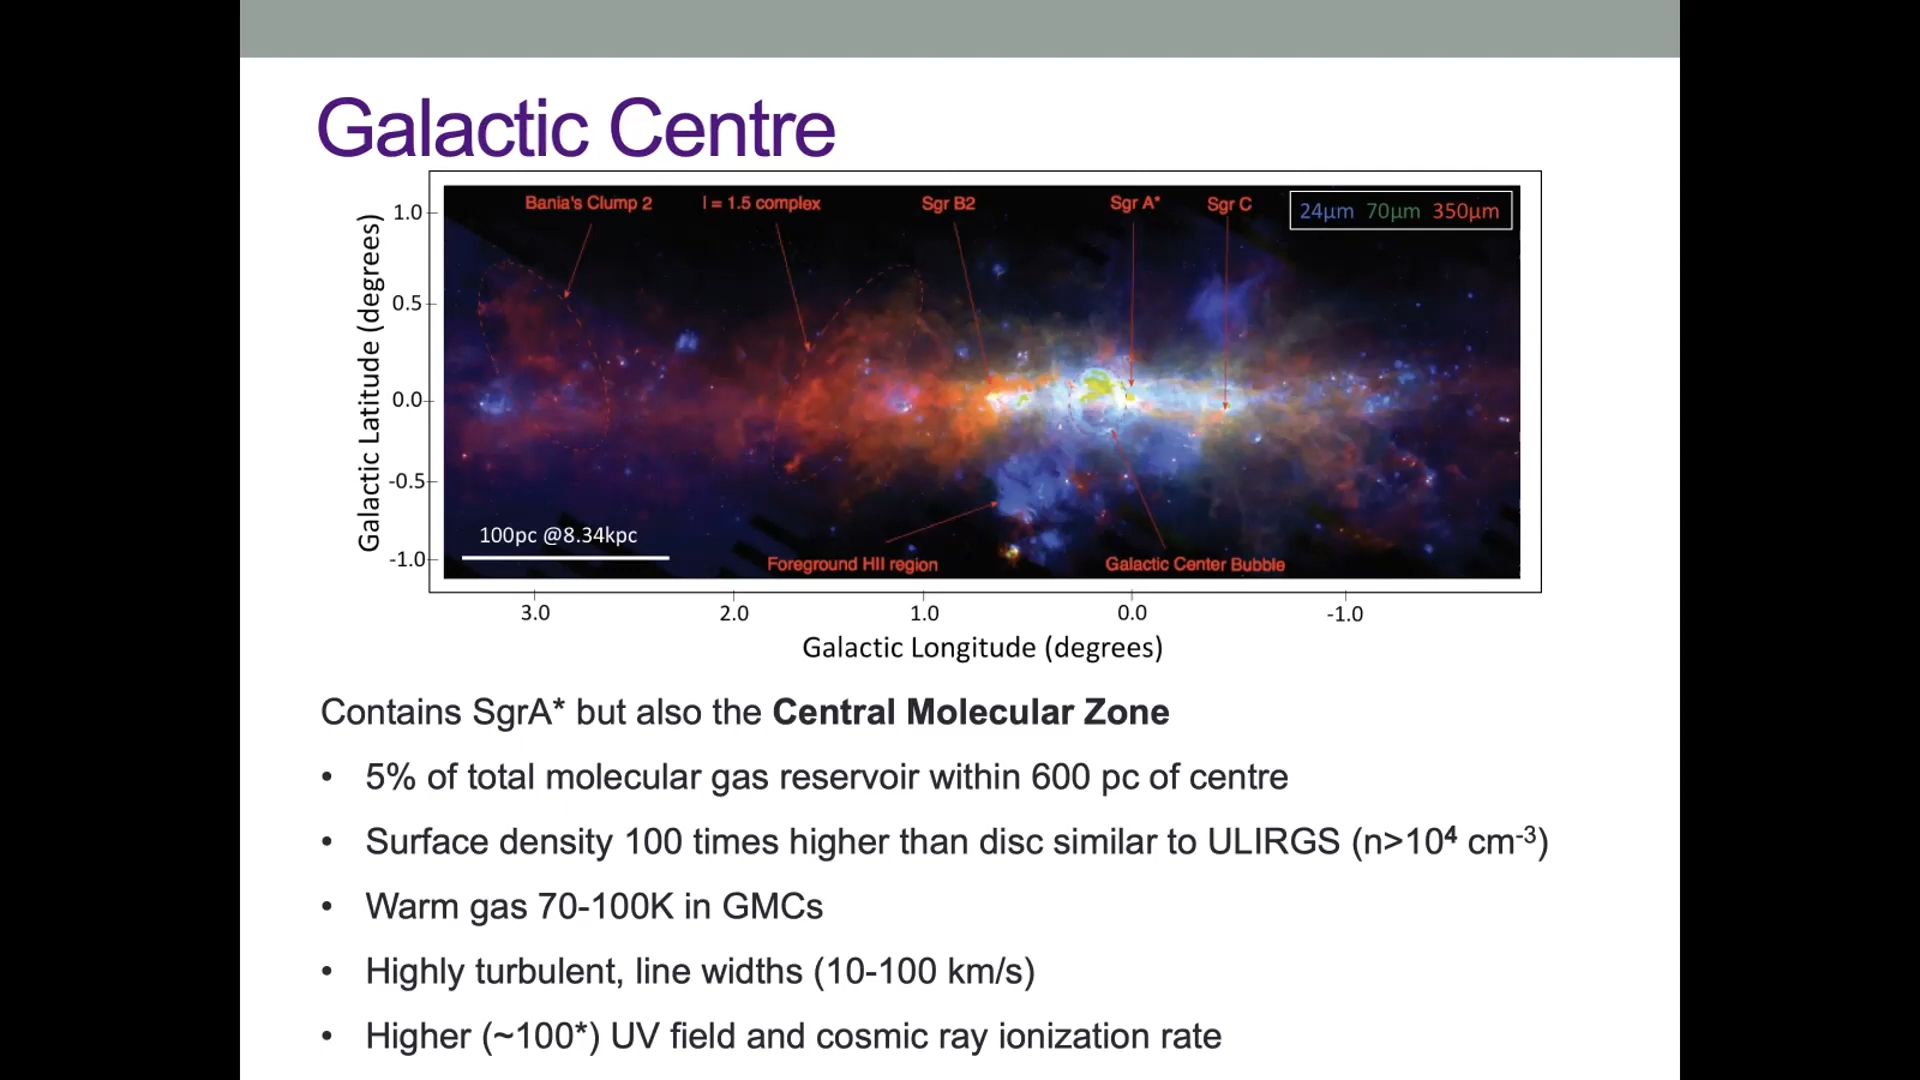 Galactic Centre
Bania's Clump 2
l = 1.5 complex
Sgr B2
Sgr A*
Sgr C
24µm 70µm 350µm
Galactic Latitude (degrees)
1.0
0.5
0.0
-0.5
-1.0
100pc @8.34kpc
Foreground HII region
Galactic Center Bubble
3.0
2.0
1.0
0.0
-1.0
Galactic Longitude (degrees)
Contains SgrA* but also the Central Molecular Zone
• 5% of total molecular gas reservoir within 600 pc of centre
• Surface density 100 times higher than disc similar to ULIRGS (n>10⁴ cm⁻³)
• Warm gas 70-100K in GMCs
• Highly turbulent, line widths (10-100 km/s)
• Higher (~100*) UV field and cosmic ray ionization rate